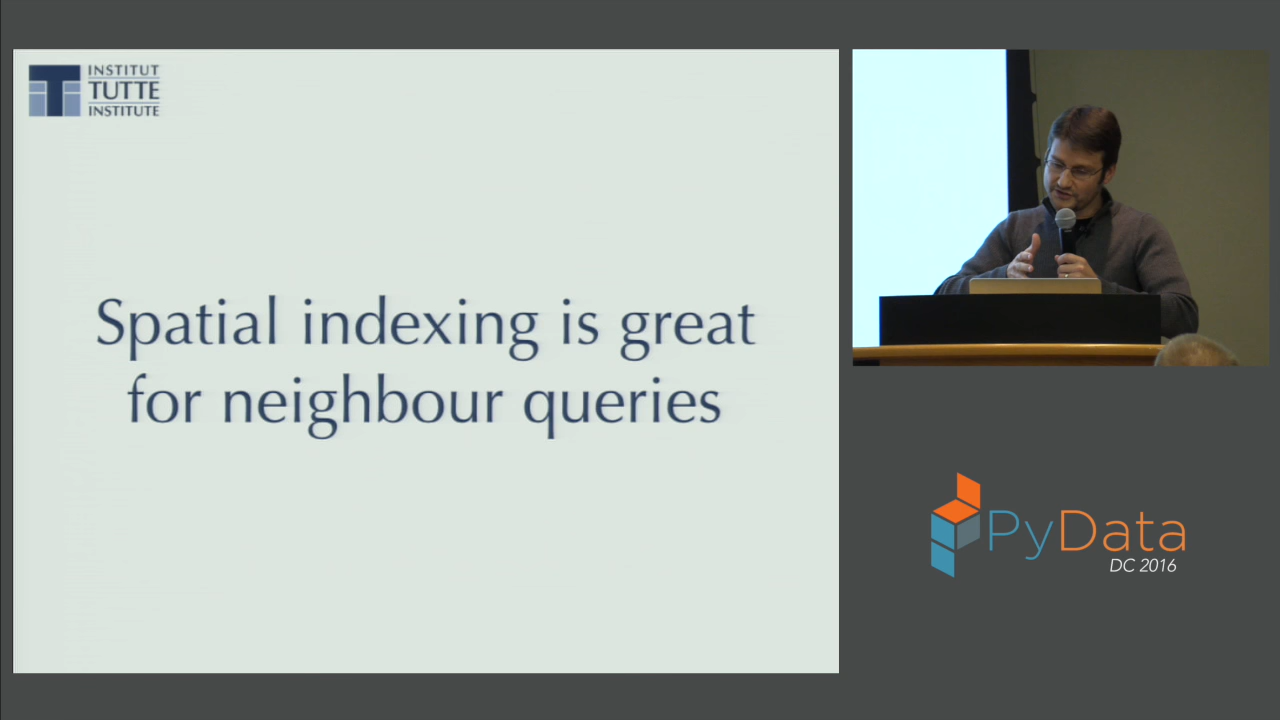 INSTITUT
TUTTE
INSTITUTE
Spatial indexing is great
for neighbour queries
PyData
DC 2016